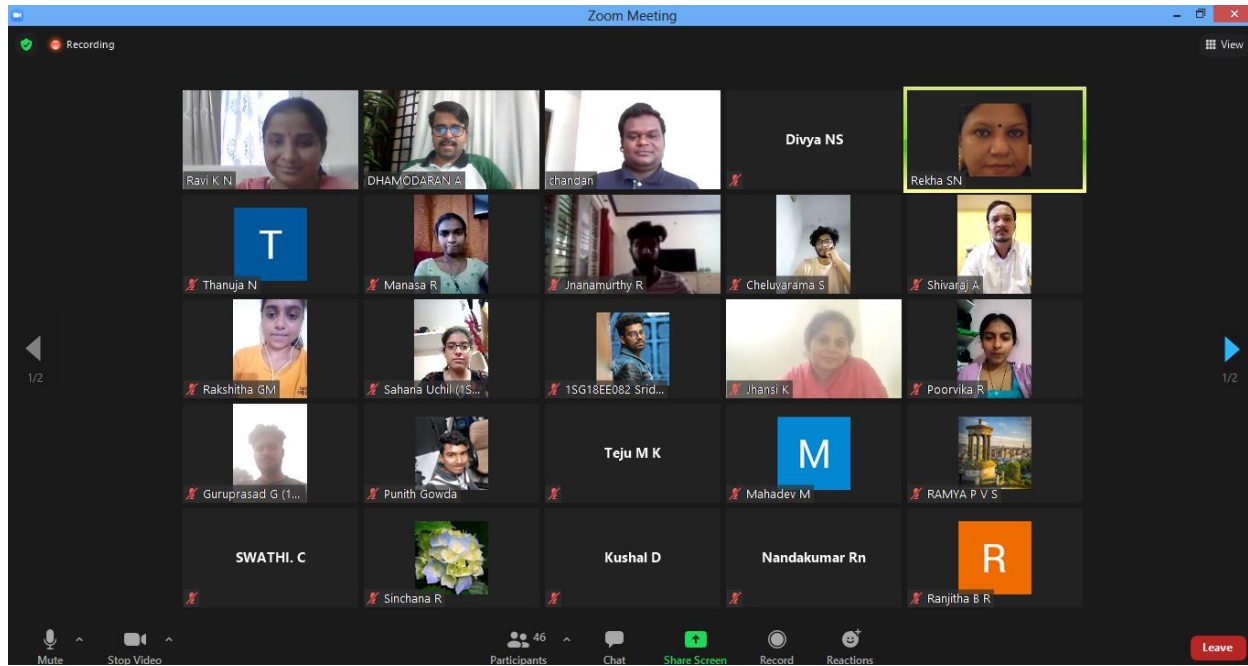 Zoom Meeting
Recording
View
Ravi K N
DHAMODARAN A
chandan
Divya NS
Rekha SN
T
Thanuja N
Manasa R
Jnanamurthy R
Cheluvarama S
Shivaraj A
Rakshitha GM
Sahana Uchil (1S...
1SG18EE082 Srid...
Jhansi K
Poorvika R
1/2
1/2
Guruprasad G (1...
Punith Gowda
Teju M K
M
Mahadev M
RAMYA P V S
SWATHI. C
Sinchana R
Kushal D
Nandakumar Rn
R
Ranjitha B R
Mute
Stop Video
46
Participants
Chat
Share Screen
Record
Reactions
Leave